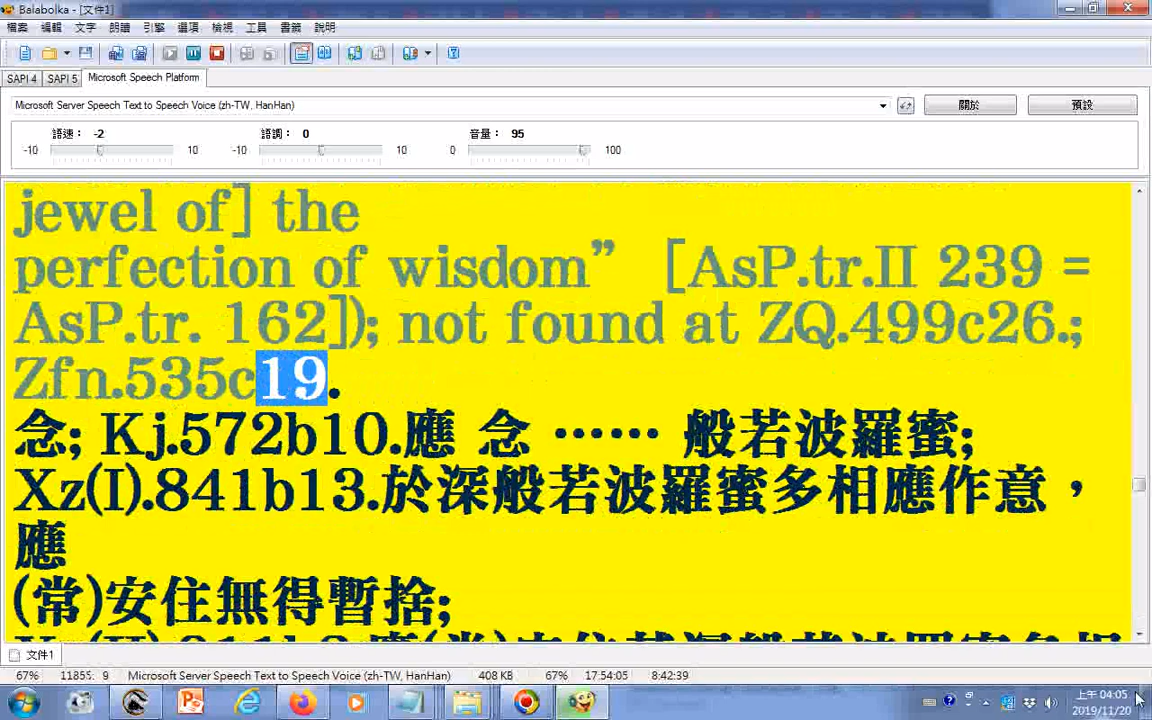 Balabolka - [文件1]
檔案 編輯 文字 朗讀 引擎 選項 檢視 工具 書籤 說明
SAPI 4 SAPI 5 Microsoft Speech Platform
Microsoft Server Speech Text to Speech Voice (zh-TW, HanHan) 關於 預設
語速： -2 語調： 0 音量： 95
-10 10 -10 10 0 100
jewel of] the
perfection of wisdom” [AsP.tr.II 239 =
AsP.tr. 162]); not found at ZQ.499c26.;
Zfn.535c19.
念; Kj.572b10.應 念 …… 般若波羅蜜;
Xz(I).841b13.於深般若波羅蜜多相應作意，
應
(常)安住無得暫捨;
文件1
67% 11855. 9 Microsoft Server Speech Text to Speech Voice (zh-TW, HanHan) 408 KB 67% 17:54:05 8:42:39
上午 04:05
2019/11/20